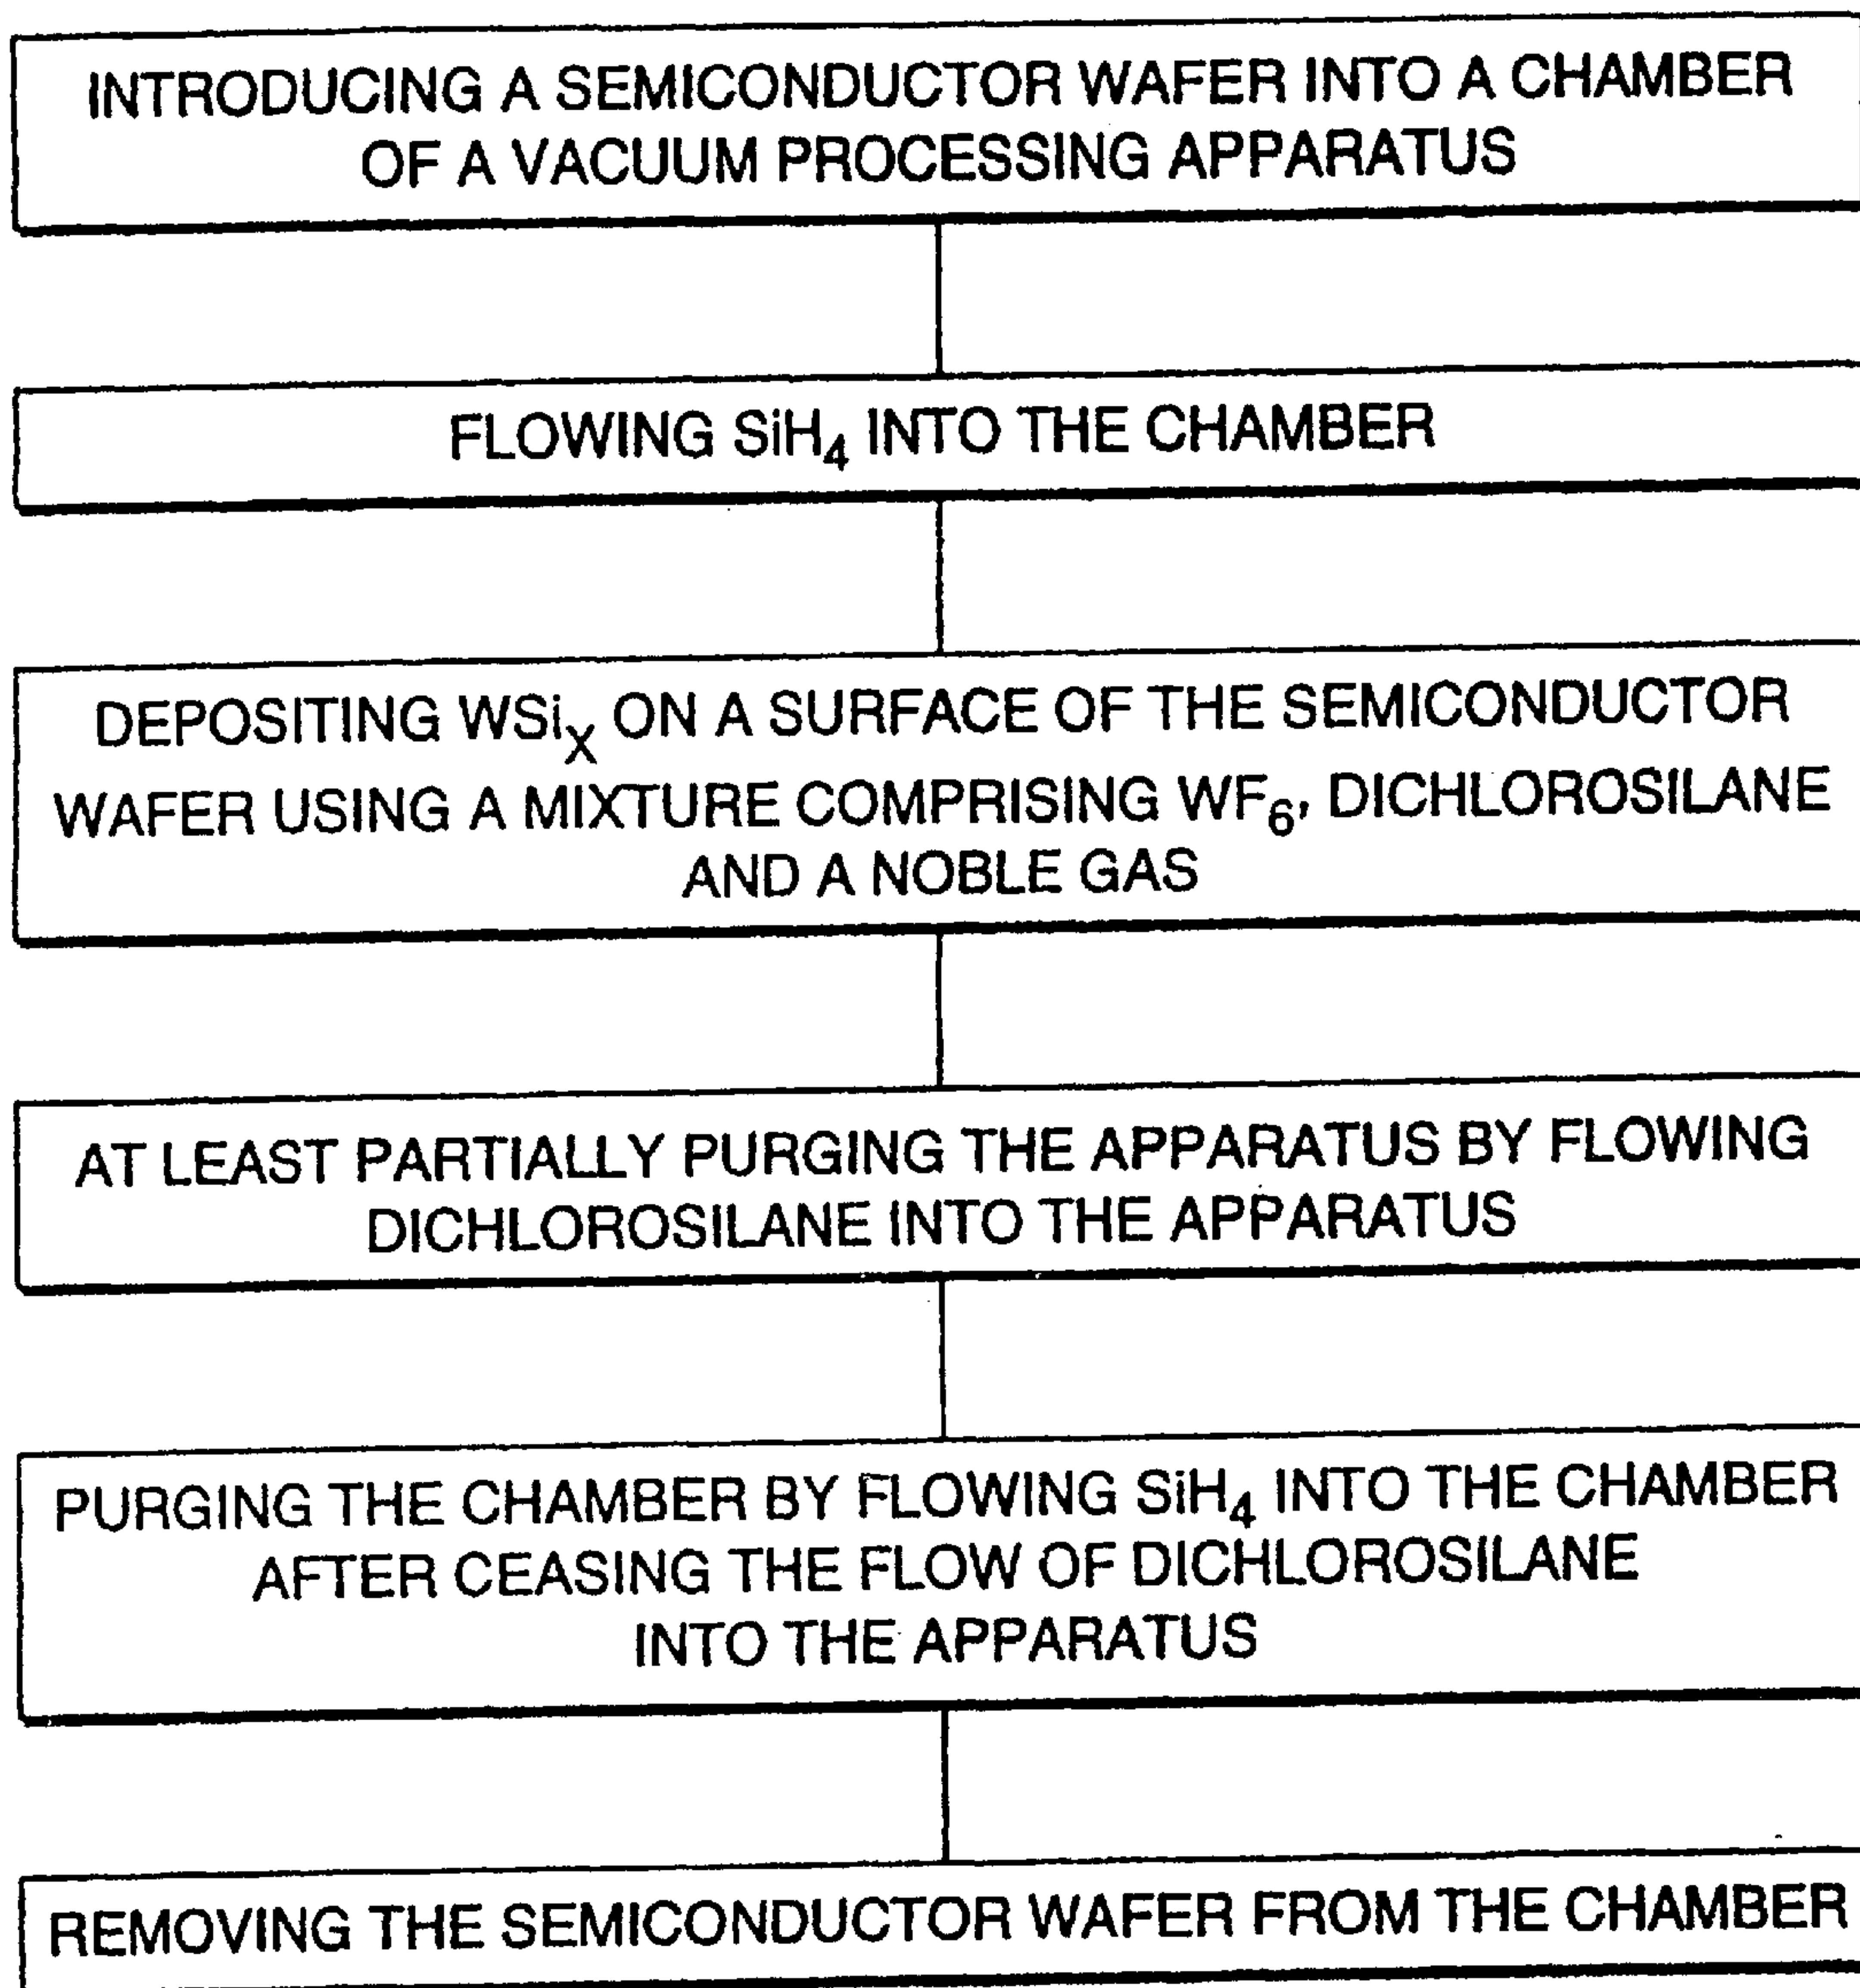 INTRODUCING A SEMICONDUCTOR WAFER INTO A CHAMBER
OF A VACUUM PROCESSING APPARATUS
FLOWING SiH₄ INTO THE CHAMBER
DEPOSITING WSiₓ ON A SURFACE OF THE SEMICONDUCTOR
WAFER USING A MIXTURE COMPRISING WF₆, DICHLOROSILANE
AND A NOBLE GAS
AT LEAST PARTIALLY PURGING THE APPARATUS BY FLOWING
DICHLOROSILANE INTO THE APPARATUS
PURGING THE CHAMBER BY FLOWING SiH₄ INTO THE CHAMBER
AFTER CEASING THE FLOW OF DICHLOROSILANE
INTO THE APPARATUS
REMOVING THE SEMICONDUCTOR WAFER FROM THE CHAMBER